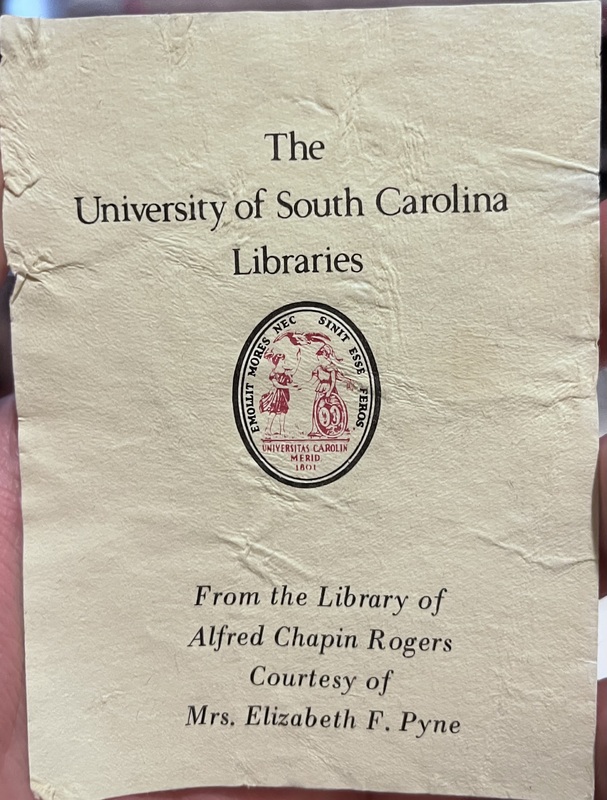 The
University of South Carolina
Libraries
EMOLLIT MORES NEC SINIT ESSE FEROS
UNIVERSITAS CAROLIN
MERID
1801
From the Library of
Alfred Chapin Rogers
Courtesy of
Mrs. Elizabeth F. Pyne